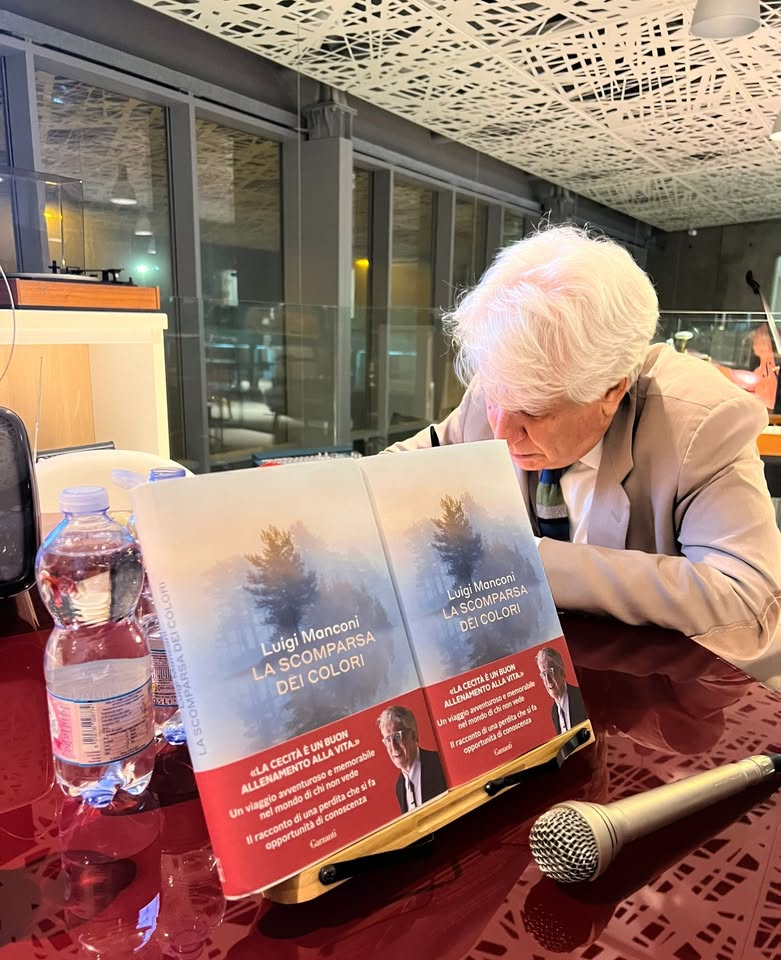 LA SCOMPARSA DEI COLORI
Luigi Manconi
LA SCOMPARSA
DEI COLORI
«LA CECITÀ È UN BUON
ALLENAMENTO ALLA VITA.»
Un viaggio avventuroso e memorabile
nel mondo di chi non vede
Il racconto di una perdita che si fa
opportunità di conoscenza
Garzanti
Luigi Manconi
LA SCOMPARSA
DEI COLORI
«LA CECITÀ È UN BUON
ALLENAMENTO ALLA VITA.»
Un viaggio avventuroso e memorabile
nel mondo di chi non vede
Il racconto di una perdita che si fa
opportunità di conoscenza
Garzanti